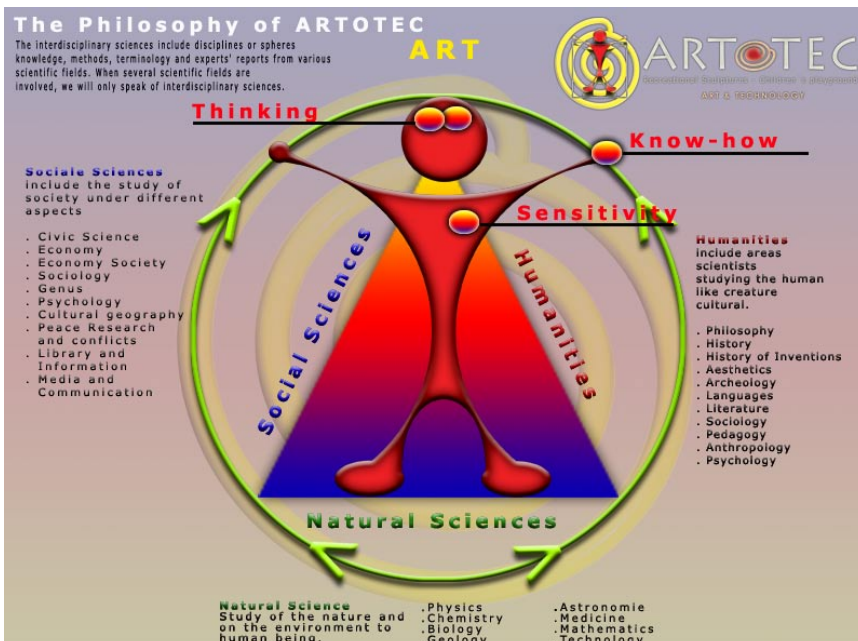 The Philosophy of ARTOTEC
The interdisciplinary sciences include disciplines or spheres
knowledge, methods, terminology and experts' reports from various
scientific fields. When several scientific fields are
involved, we will only speak of interdisciplinary sciences.
ART
ARTOTEC
Recreational Sculptures - Children's playground
ART & TECHNOLOGY
Thinking
Know-how
Sensitivity
Sociale Sciences
include the study of
society under different
aspects
. Civic Science
. Economy
. Economy Society
. Sociology
. Genus
. Psychology
. Cultural geography
. Peace Research
and conflicts
. Library and
Information
. Media and
Communication
Social Sciences
Humanities
Humanities
include areas
scientists
studying the human
like creature
cultural.
. Philosophy
. History
. History of Inventions
. Aesthetics
. Archeology
. Languages
. Literature
. Sociology
. Pedagogy
. Anthropology
. Psychology
Natural Sciences
Natural Science
Study of the nature and
on the environment to
human being.
.Physics
.Chemistry
.Biology
.Geology
.Astronomie
.Medicine
.Mathematics
.Technology